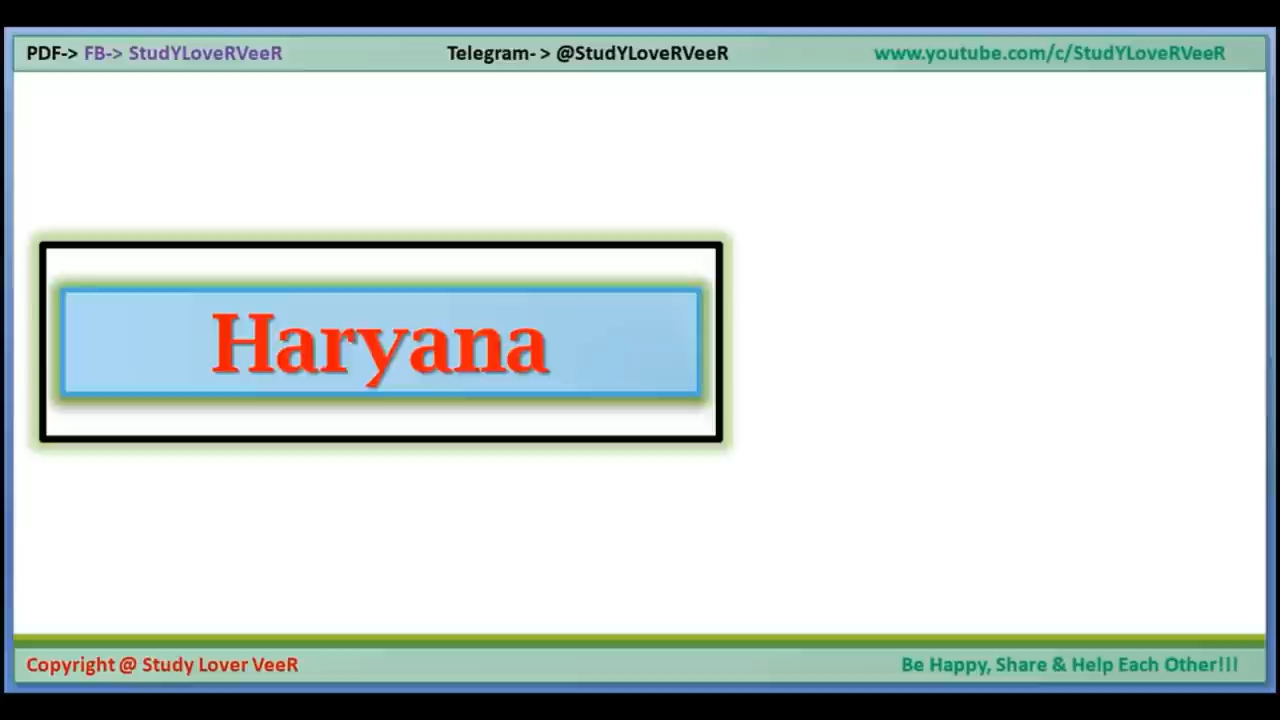 PDF-> FB-> StudYLoveRVeeR Telegram- > @StudYLoveRVeeR www.youtube.com/c/StudYLoveRVeeR
Haryana
Copyright @ Study Lover VeeR Be Happy, Share & Help Each Other!!!